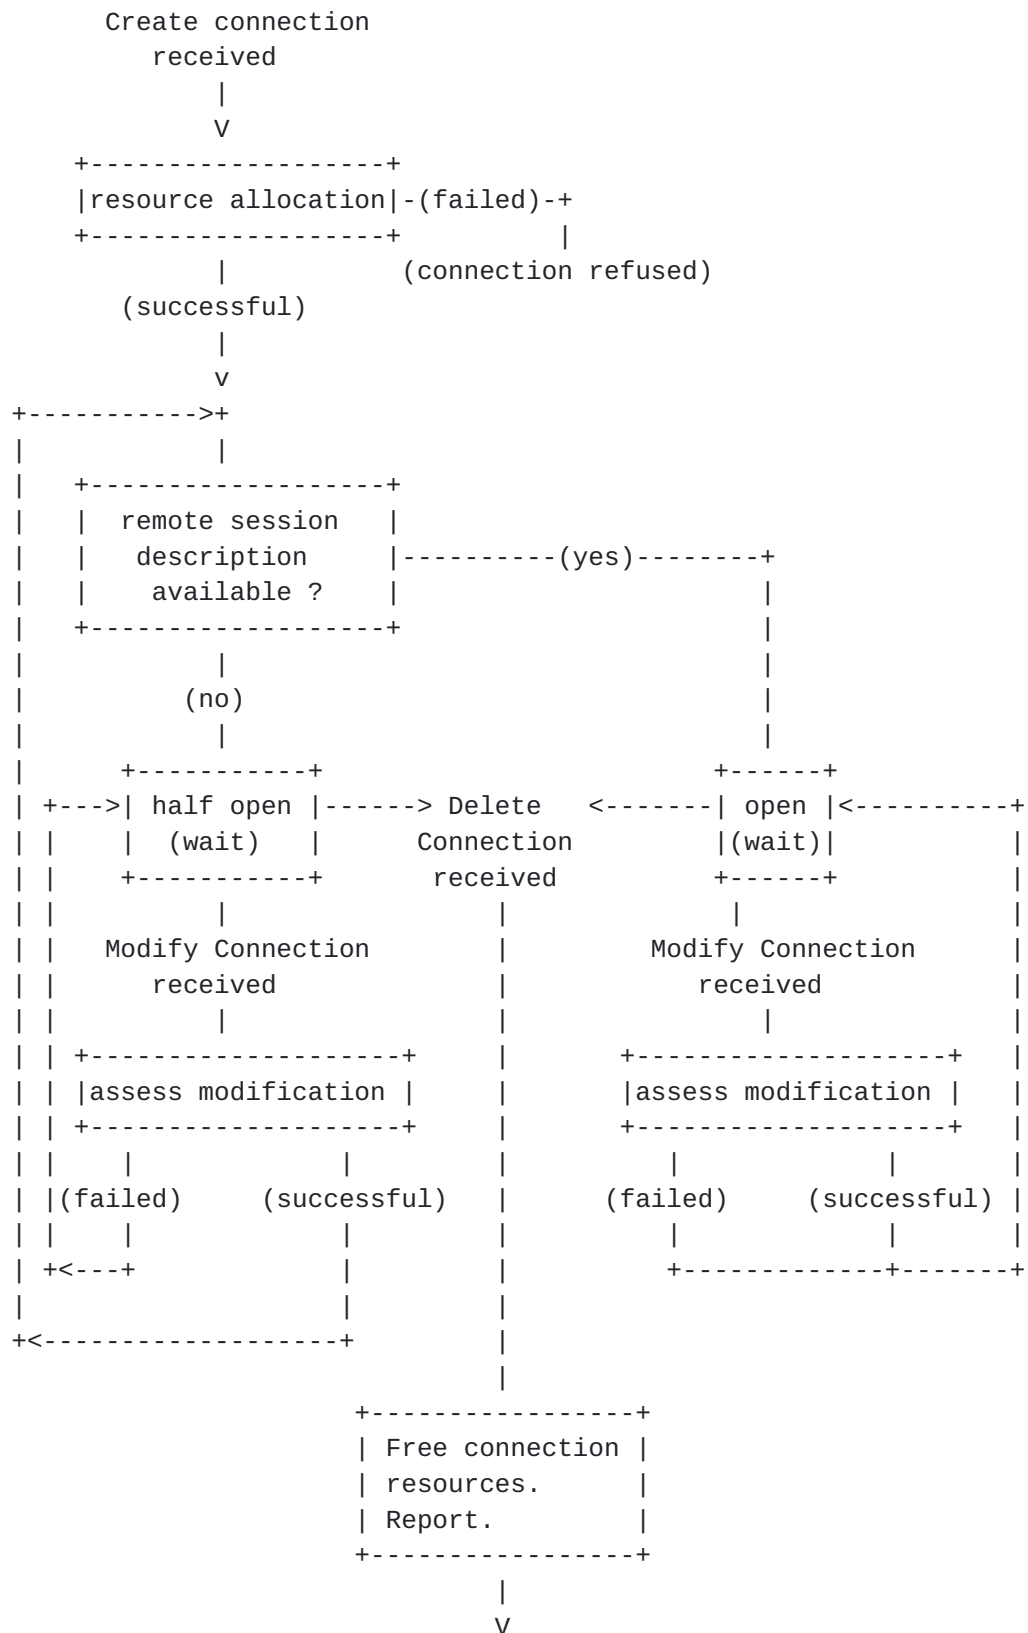 Create connection
received
|
V
+-------------------+
|resource allocation|-(failed)-+
+-------------------+          |
|           (connection refused)
(successful)
|
v
+----------->+
|            |
|   +-------------------+
|   |  remote session   |
|   |   description     |----------(yes)--------+
|   |    available ?    |                       |
|   +-------------------+                       |
|            |                                  |
|          (no)                                 |
|            |                                  |
|      +-----------+                         +------+
| +--->| half open |------> Delete   <-------| open |<----------+
| |    |  (wait)   |      Connection         |(wait)|           |
| |    +-----------+       received          +------+           |
| |          |                 |              |                 |
| |   Modify Connection        |         Modify Connection      |
| |      received              |            received            |
| |          |                 |                |               |
| | +--------------------+     |       +--------------------+   |
| | |assess modification |     |       |assess modification |   |
| | +--------------------+     |       +--------------------+   |
| |    |             |         |          |             |       |
| |(failed)     (successful)   |      (failed)     (successful) |
| |    |             |         |          |             |       |
| +<---+             |         |          +-------------+-------+
|                    |         |
+<-------------------+         |
|
+-----------------+
| Free connection |
| resources.      |
| Report.         |
+-----------------+
|
V